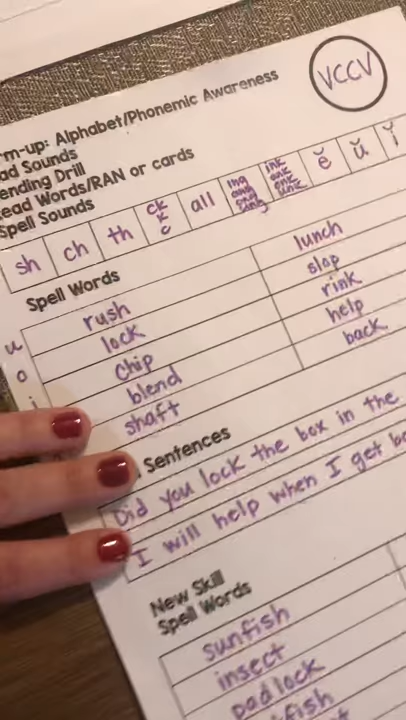 VCCV
rm-up: Alphabet/Phonemic Awareness
ad Sounds
ending Drill
ead Words/RAN or cards
Spell Sounds
sh ch th ck k c all ing ang ong ung ink ank onk unk ĕ ŭ ĭ
Spell Words
u rush lunch
o lock slop
i chip rink
blend help
shaft back
Sentences
Did you lock the box in the
I will help when I get ba
New Skill
Spell Words
sunfish
insect
padlock
fish